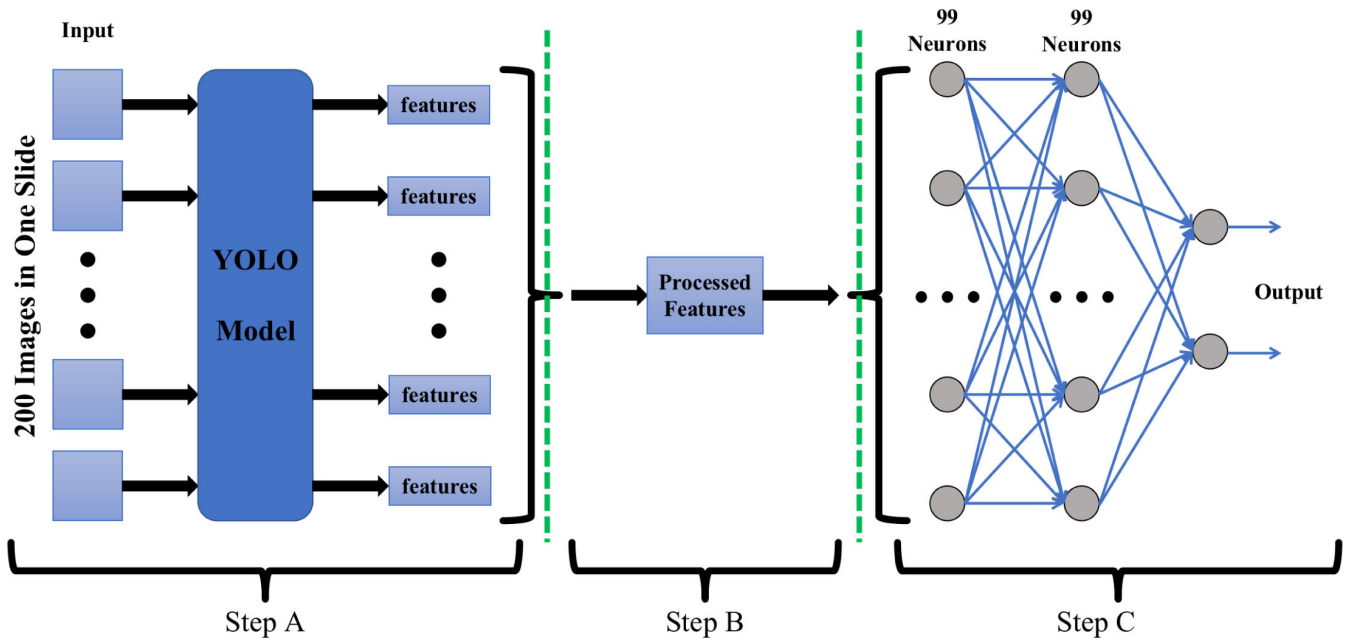 Input
200 Images in One Slide
YOLO
Model
features
features
features
features
Processed
Features
99
Neurons
99
Neurons
Output
Step A
Step B
Step C